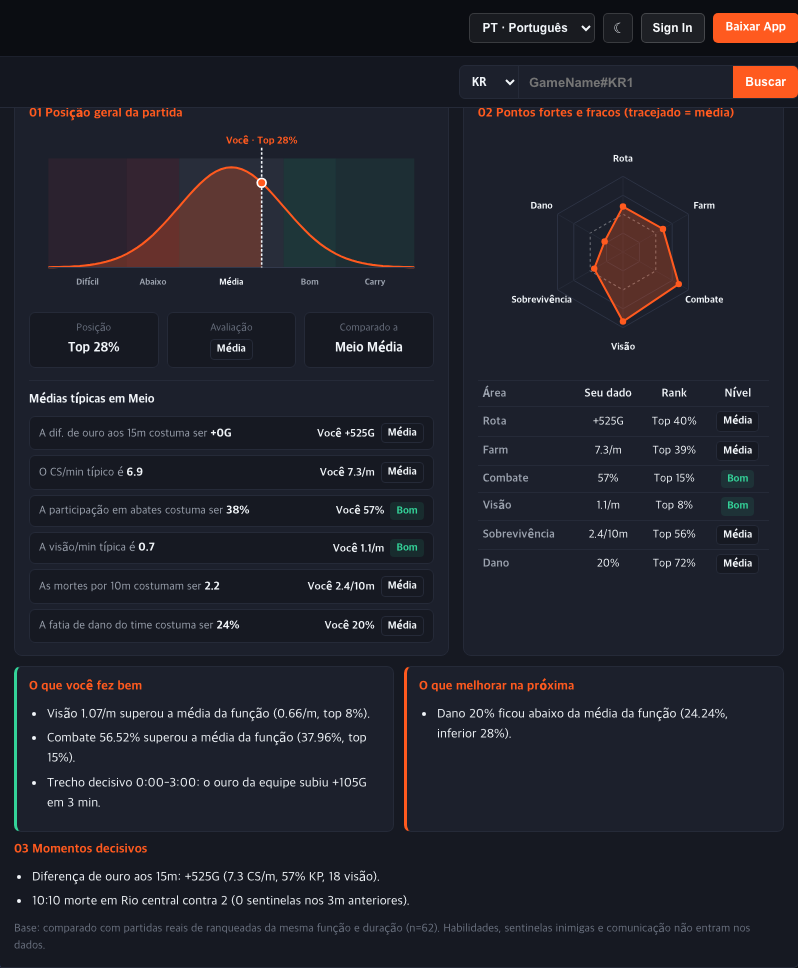 PT · Português
Sign In
Baixar App
KR
GameName#KR1
Buscar
01 Posição geral da partida
Você · Top 28%
Difícil
Abaixo
Média
Bom
Carry
Posição
Top 28%
Avaliação
Média
Comparado a
Meio Média
Médias típicas em Meio
A dif. de ouro aos 15m costuma ser +0G
Você +525G
Média
O CS/min típico é 6.9
Você 7.3/m
Média
A participação em abates costuma ser 38%
Você 57%
Bom
A visão/min típica é 0.7
Você 1.1/m
Bom
As mortes por 10m costumam ser 2.2
Você 2.4/10m
Média
A fatia de dano do time costuma ser 24%
Você 20%
Média
02 Pontos fortes e fracos (tracejado = média)
Rota
Farm
Combate
Visão
Sobrevivência
Dano
Área Seu dado Rank Nível
Rota +525G Top 40% Média
Farm 7.3/m Top 39% Média
Combate 57% Top 15% Bom
Visão 1.1/m Top 8% Bom
Sobrevivência 2.4/10m Top 56% Média
Dano 20% Top 72% Média
O que você fez bem
• Visão 1.07/m superou a média da função (0.66/m, top 8%).
• Combate 56.52% superou a média da função (37.96%, top
15%).
• Trecho decisivo 0:00–3:00: o ouro da equipe subiu +105G
em 3 min.
O que melhorar na próxima
• Dano 20% ficou abaixo da média da função (24.24%,
inferior 28%).
03 Momentos decisivos
• Diferença de ouro aos 15m: +525G (7.3 CS/m, 57% KP, 18 visão).
• 10:10 morte em Rio central contra 2 (0 sentinelas nos 3m anteriores).
Base: comparado com partidas reais de ranqueadas da mesma função e duração (n=62). Habilidades, sentinelas inimigas e comunicação não entram nos
dados.